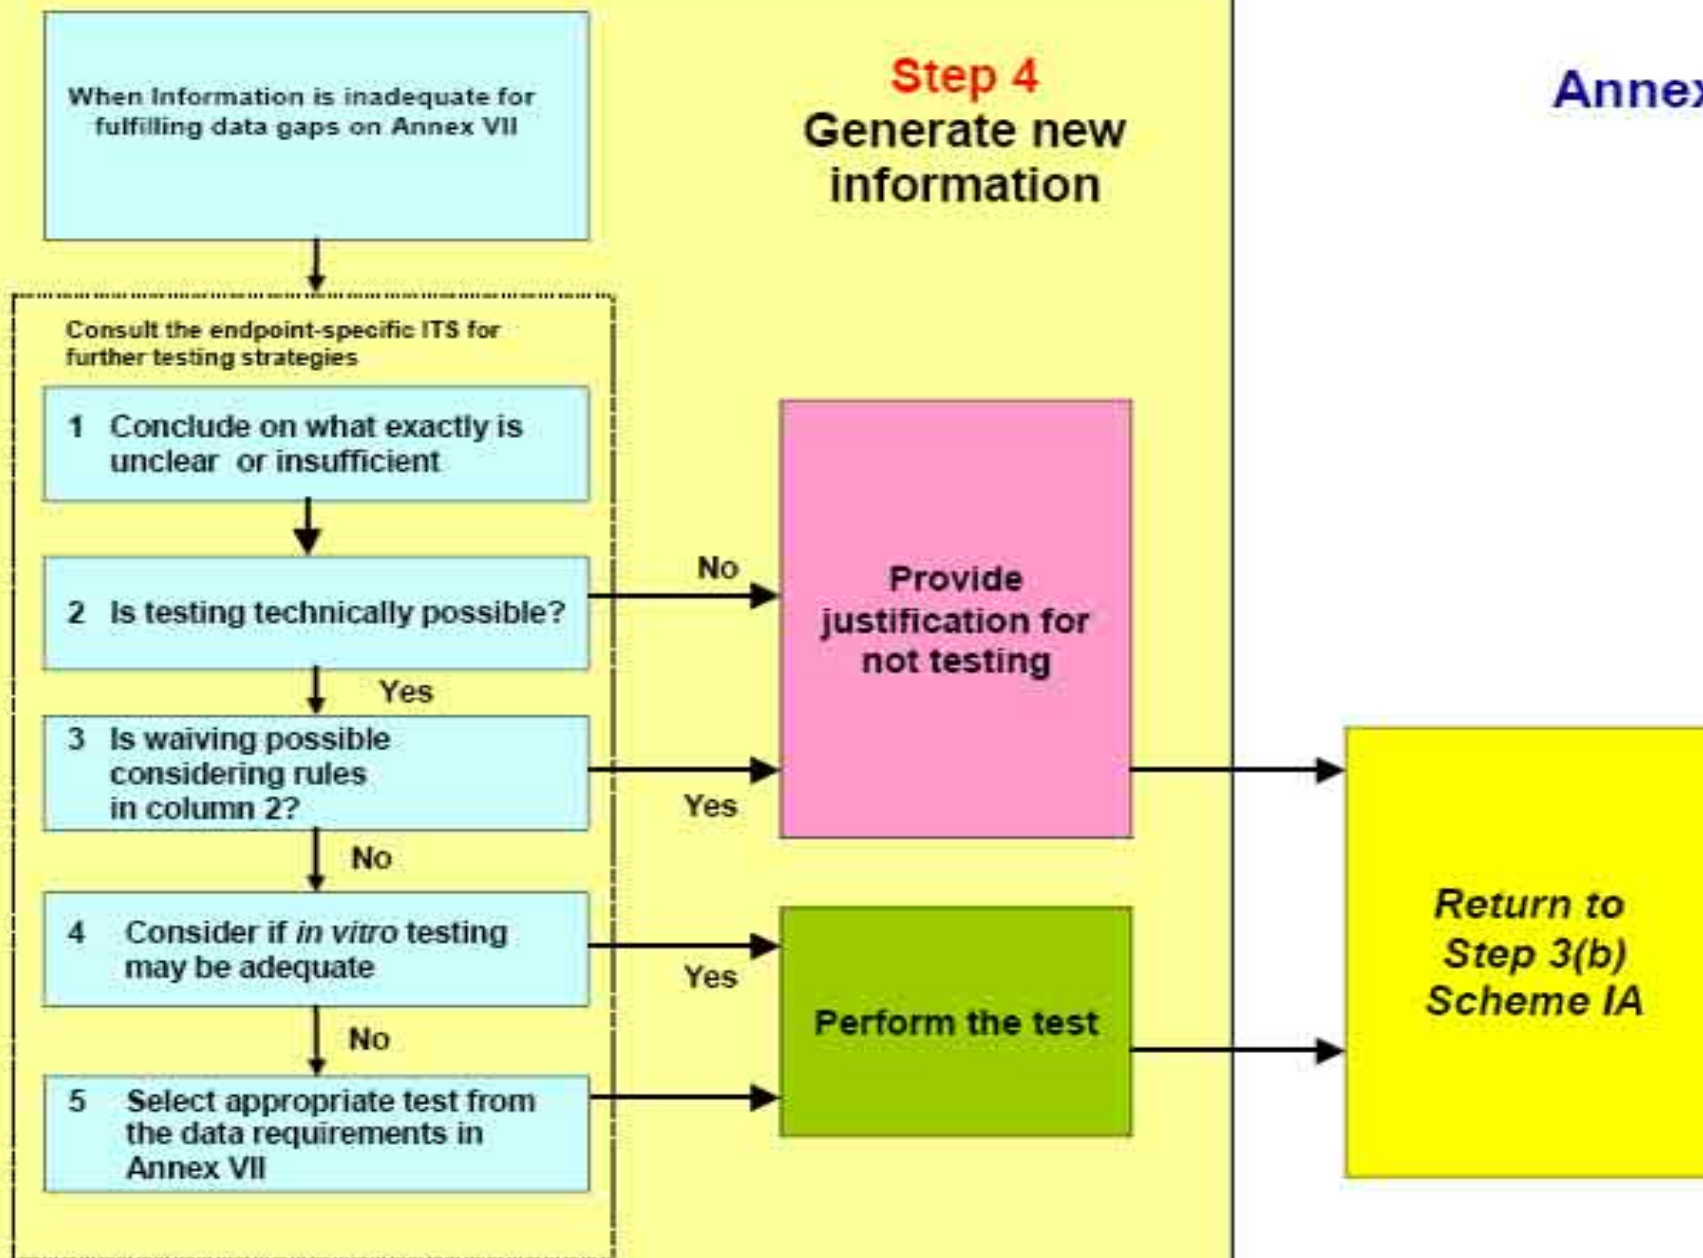 When Information is inadequate for
fulfilling data gaps on Annex VII
Step 4
Generate new
information
Annex
Consult the endpoint-specific ITS for
further testing strategies
1 Conclude on what exactly is
unclear or insufficient
2 Is testing technically possible?
No
Yes
Provide
justification for
not testing
3 Is waiving possible
considering rules
in column 2?
Yes
No
4 Consider if in vitro testing
may be adequate
Yes
No
Perform the test
5 Select appropriate test from
the data requirements in
Annex VII
Return to
Step 3(b)
Scheme IA